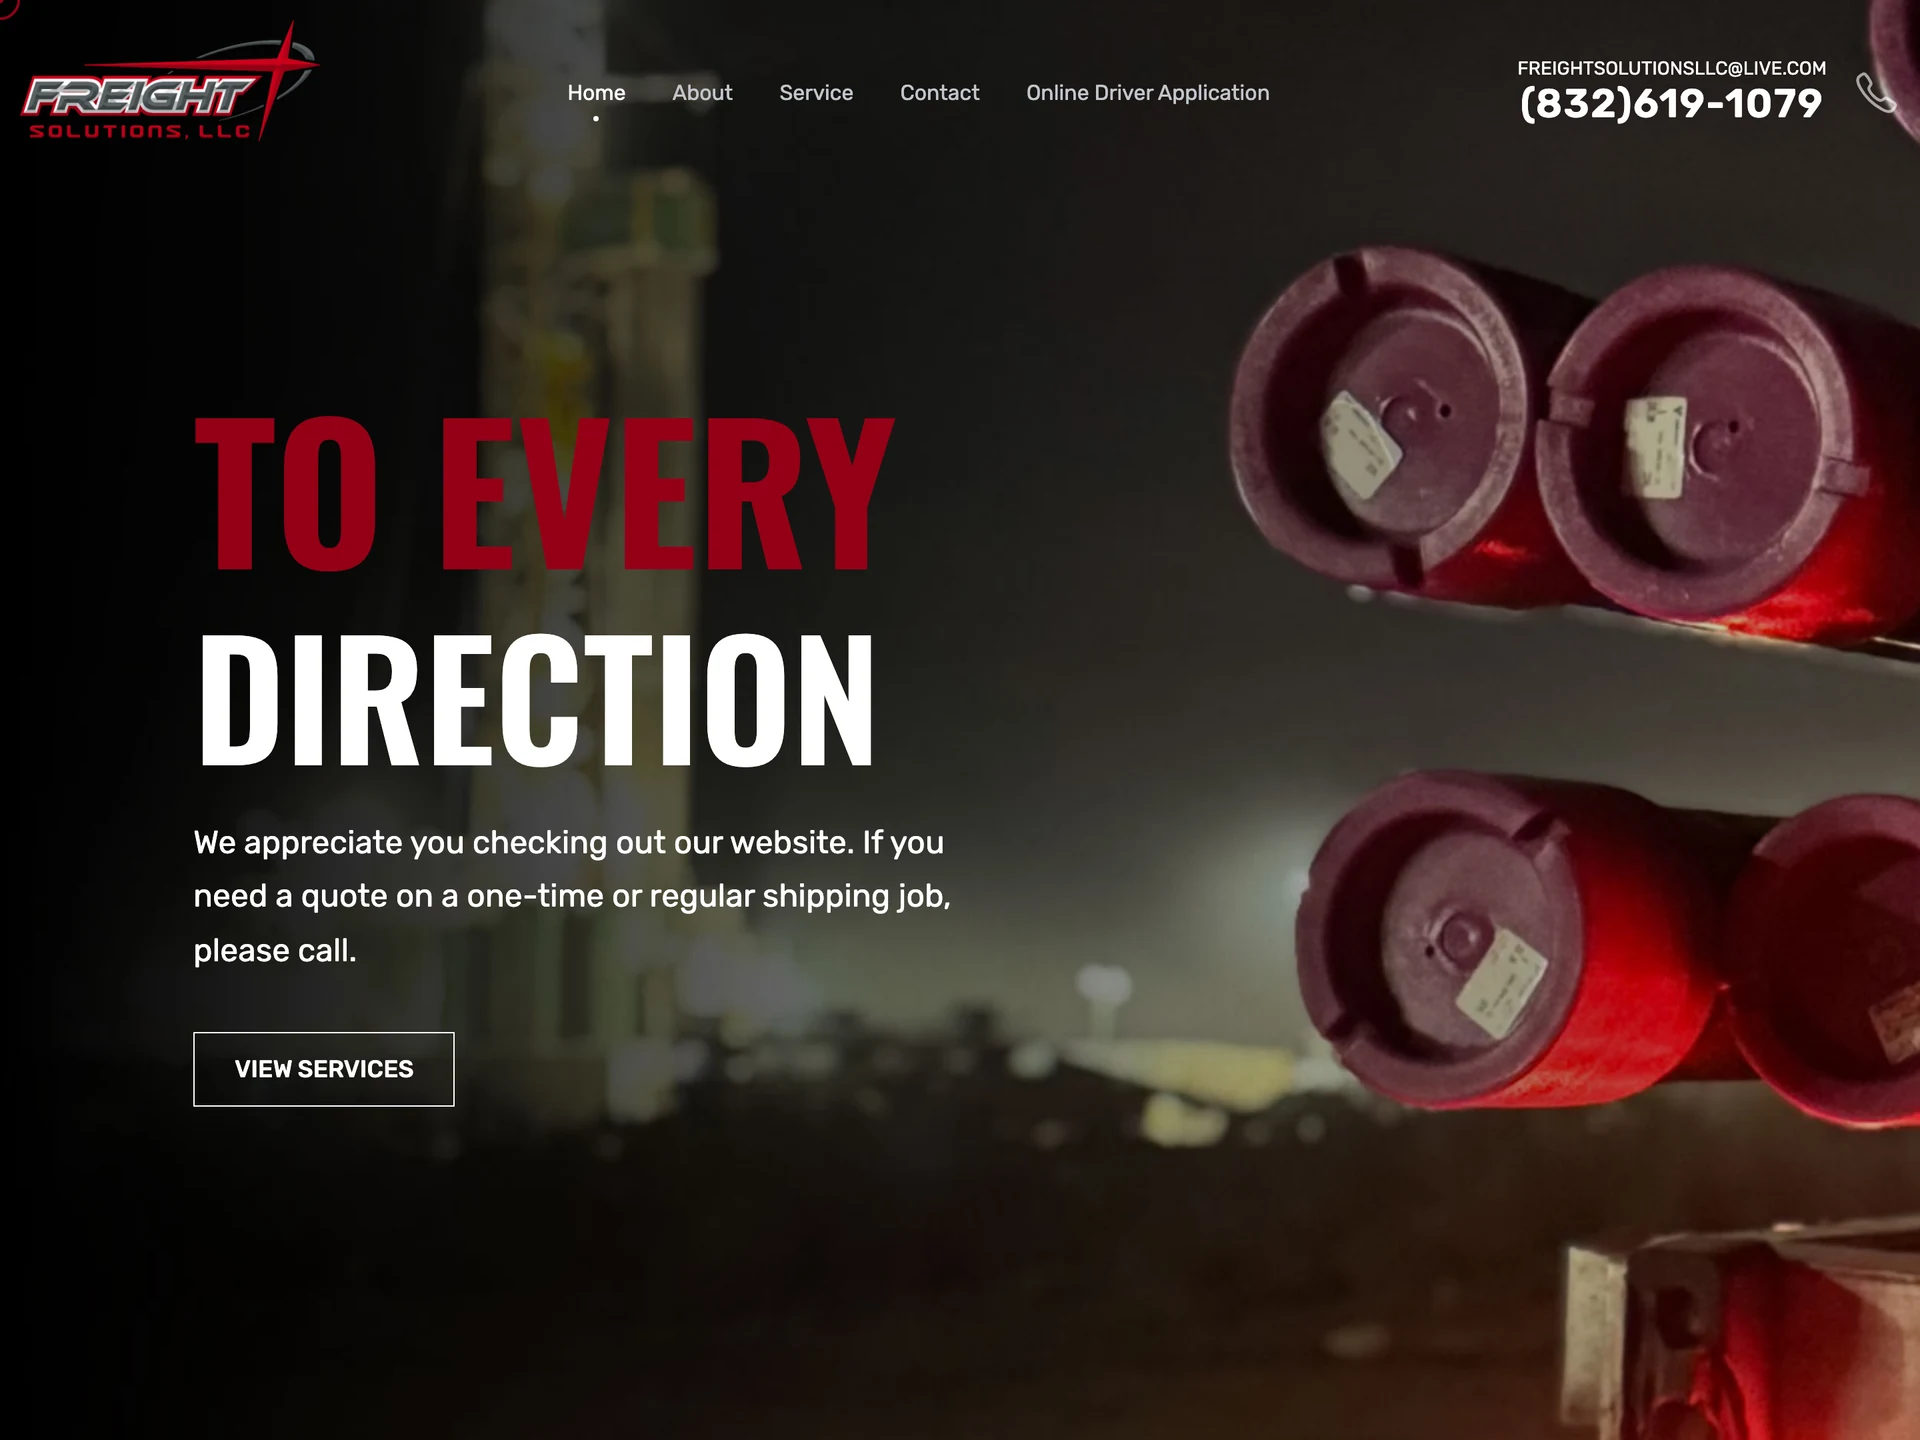 FREIGHT
SOLUTIONS, LLC
Home
About
Service
Contact
Online Driver Application
FREIGHTSOLUTIONSLLC@LIVE.COM
(832)619-1079
TO EVERY
DIRECTION
We appreciate you checking out our website. If you
need a quote on a one-time or regular shipping job,
please call.
VIEW SERVICES